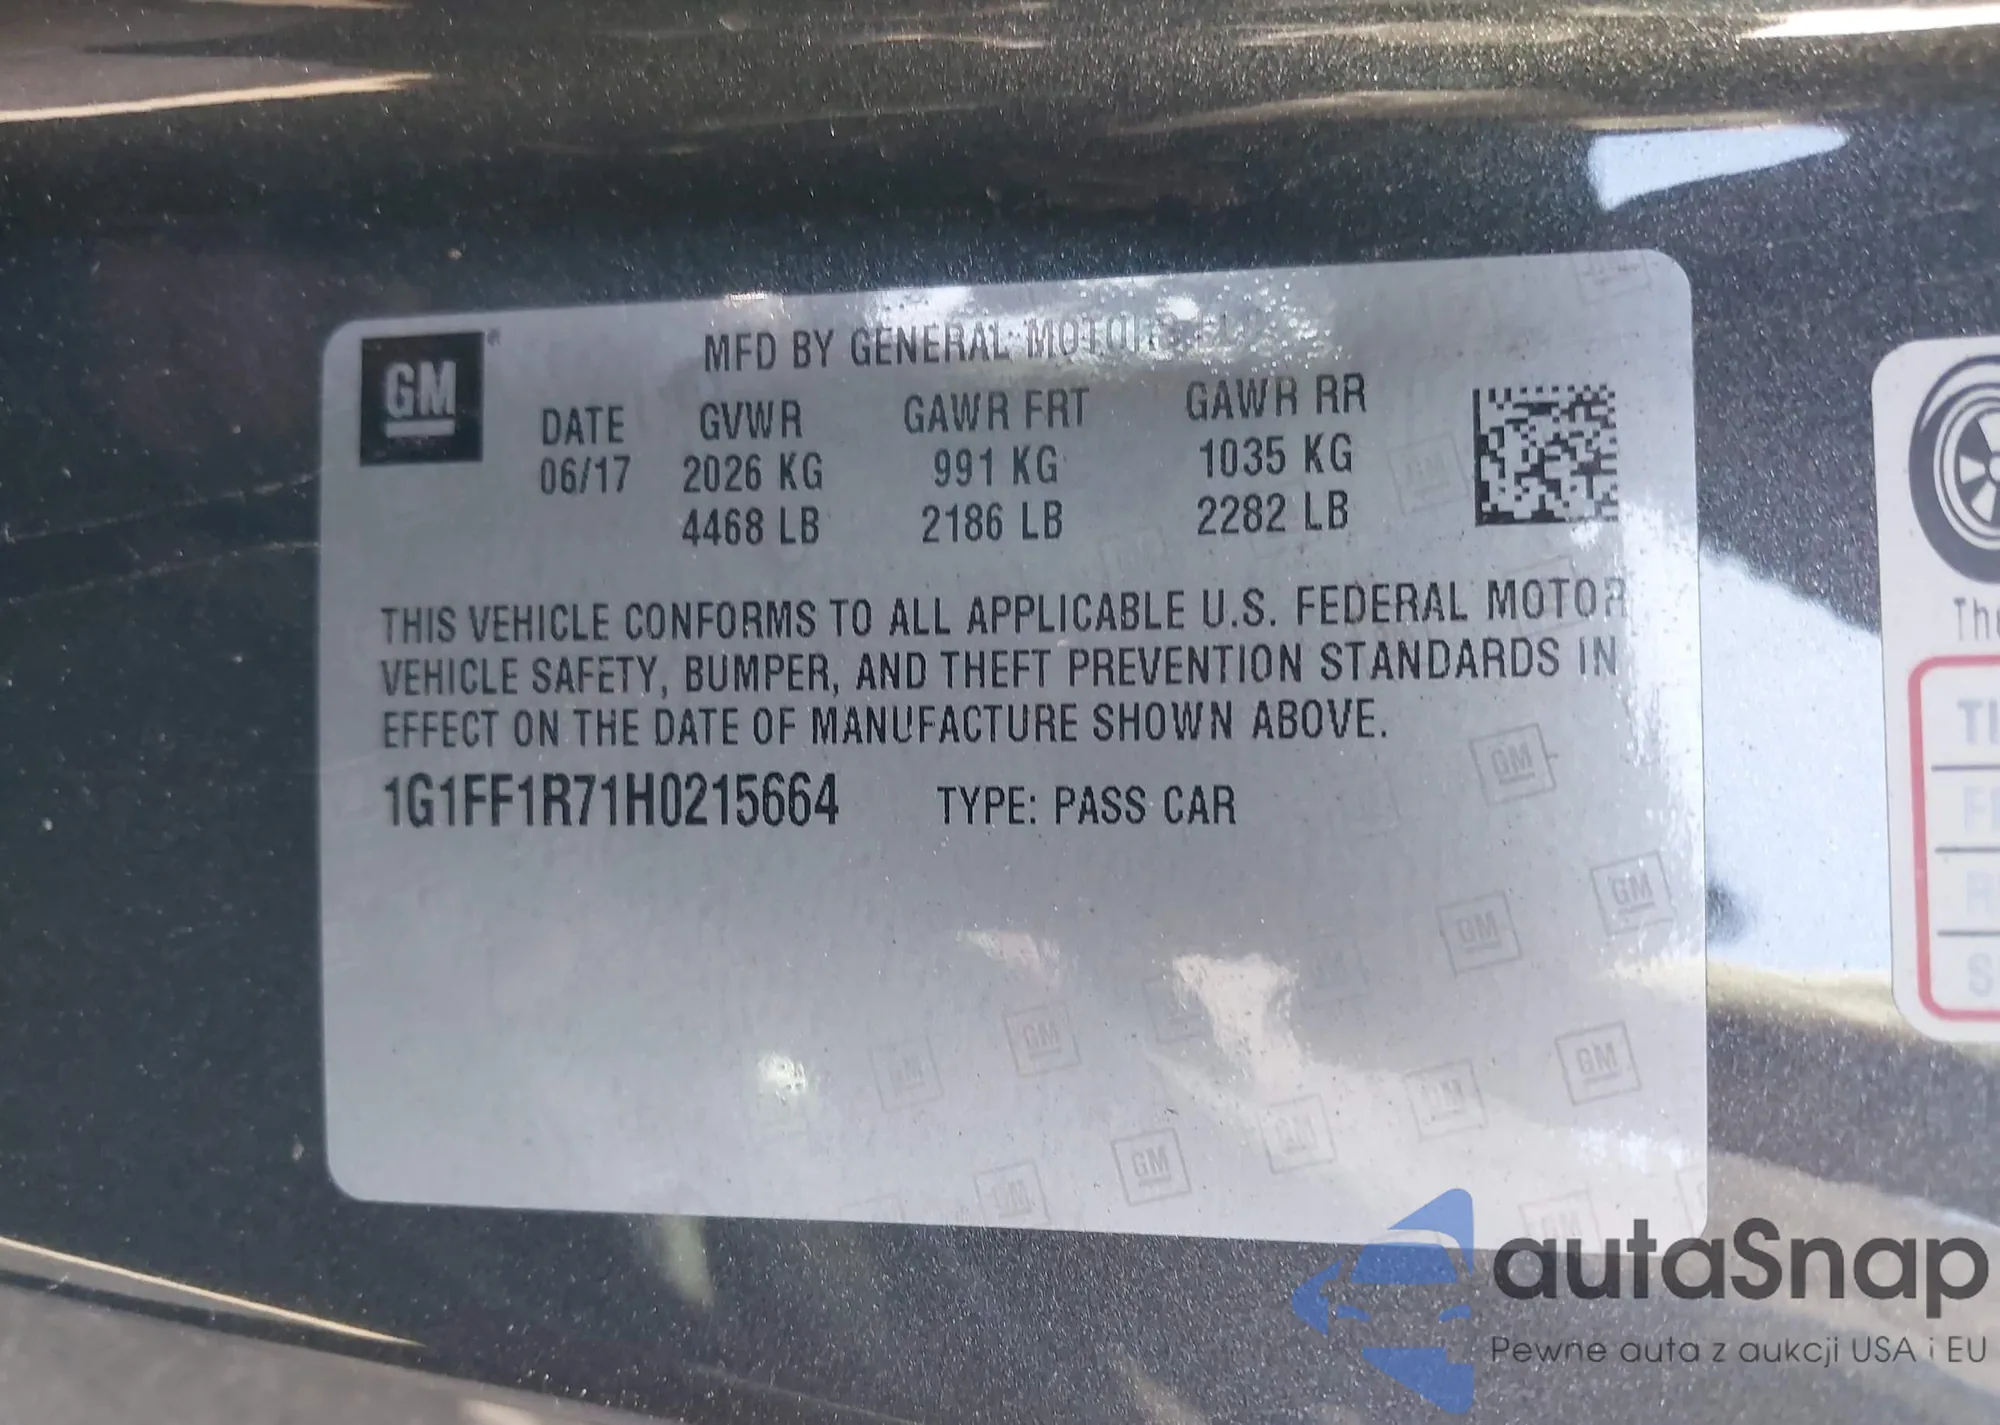 GM
MFD BY GENERAL MOTORS LLC
DATE GVWR GAWR FRT GAWR RR
06/17 2026 KG 991 KG 1035 KG
4468 LB 2186 LB 2282 LB
THIS VEHICLE CONFORMS TO ALL APPLICABLE U.S. FEDERAL MOTOR
VEHICLE SAFETY, BUMPER, AND THEFT PREVENTION STANDARDS IN
EFFECT ON THE DATE OF MANUFACTURE SHOWN ABOVE.
1G1FF1R71H0215664 TYPE: PASS CAR
autaSnap
Pewne auta z aukcji USA i EU